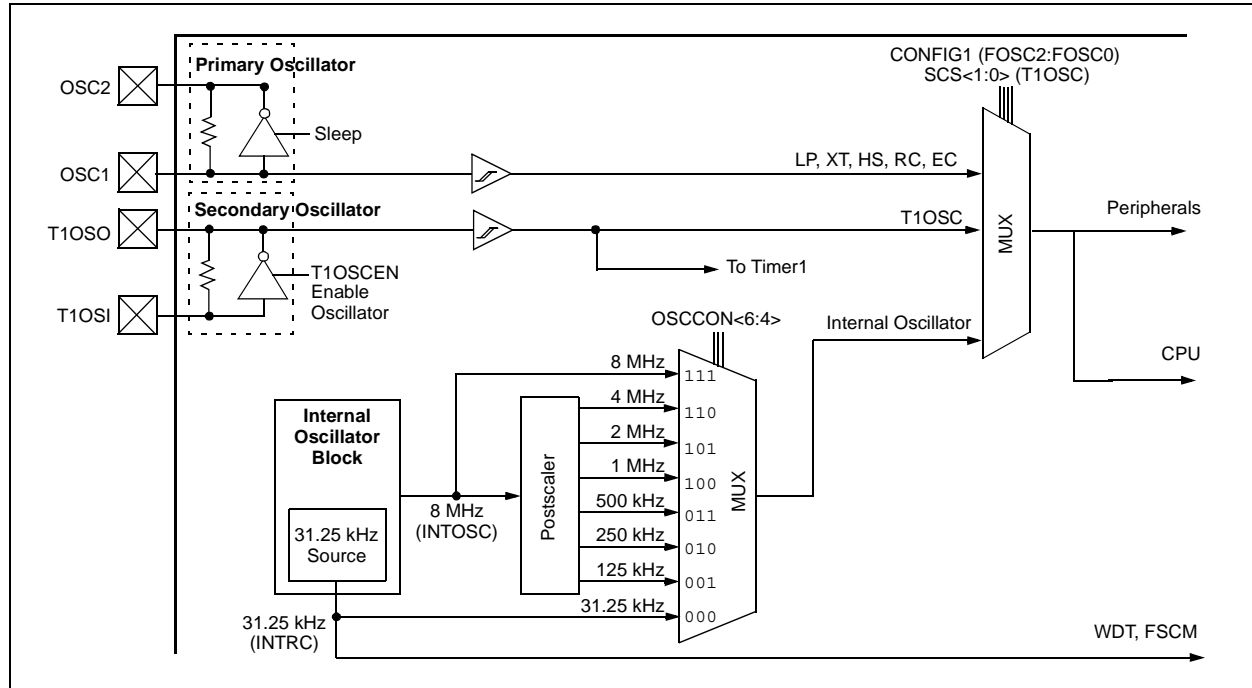 CONFIG1 (FOSC2:FOSC0)
SCS<1:0> (T1OSC)
Primary Oscillator
OSC2
Sleep
OSC1
LP, XT, HS, RC, EC
Secondary Oscillator
T1OSO
T1OSC
MUX
Peripherals
To Timer1
T1OSCEN
Enable
Oscillator
T1OSI
OSCCON<6:4>
Internal Oscillator
CPU
8 MHz
111
4 MHz
110
Internal
Oscillator
Block
2 MHz
101
1 MHz
100
Postscaler
MUX
8 MHz
(INTOSC)
500 kHz
011
31.25 kHz
Source
250 kHz
010
125 kHz
001
31.25 kHz
000
31.25 kHz
(INTRC)
WDT, FSCM